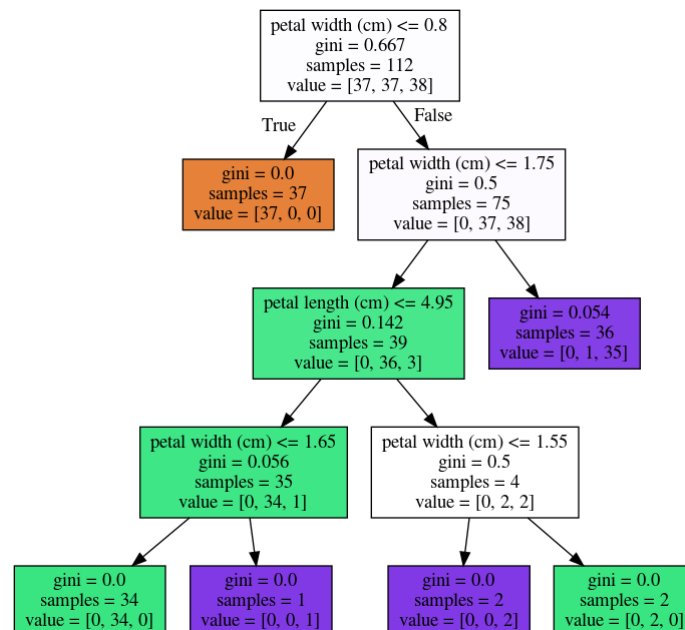 petal width (cm) <= 0.8
gini = 0.667
samples = 112
value = [37, 37, 38]
True
False
gini = 0.0
samples = 37
value = [37, 0, 0]
petal width (cm) <= 1.75
gini = 0.5
samples = 75
value = [0, 37, 38]
petal length (cm) <= 4.95
gini = 0.142
samples = 39
value = [0, 36, 3]
gini = 0.054
samples = 36
value = [0, 1, 35]
petal width (cm) <= 1.65
gini = 0.056
samples = 35
value = [0, 34, 1]
petal width (cm) <= 1.55
gini = 0.5
samples = 4
value = [0, 2, 2]
gini = 0.0
samples = 34
value = [0, 34, 0]
gini = 0.0
samples = 1
value = [0, 0, 1]
gini = 0.0
samples = 2
value = [0, 0, 2]
gini = 0.0
samples = 2
value = [0, 2, 0]